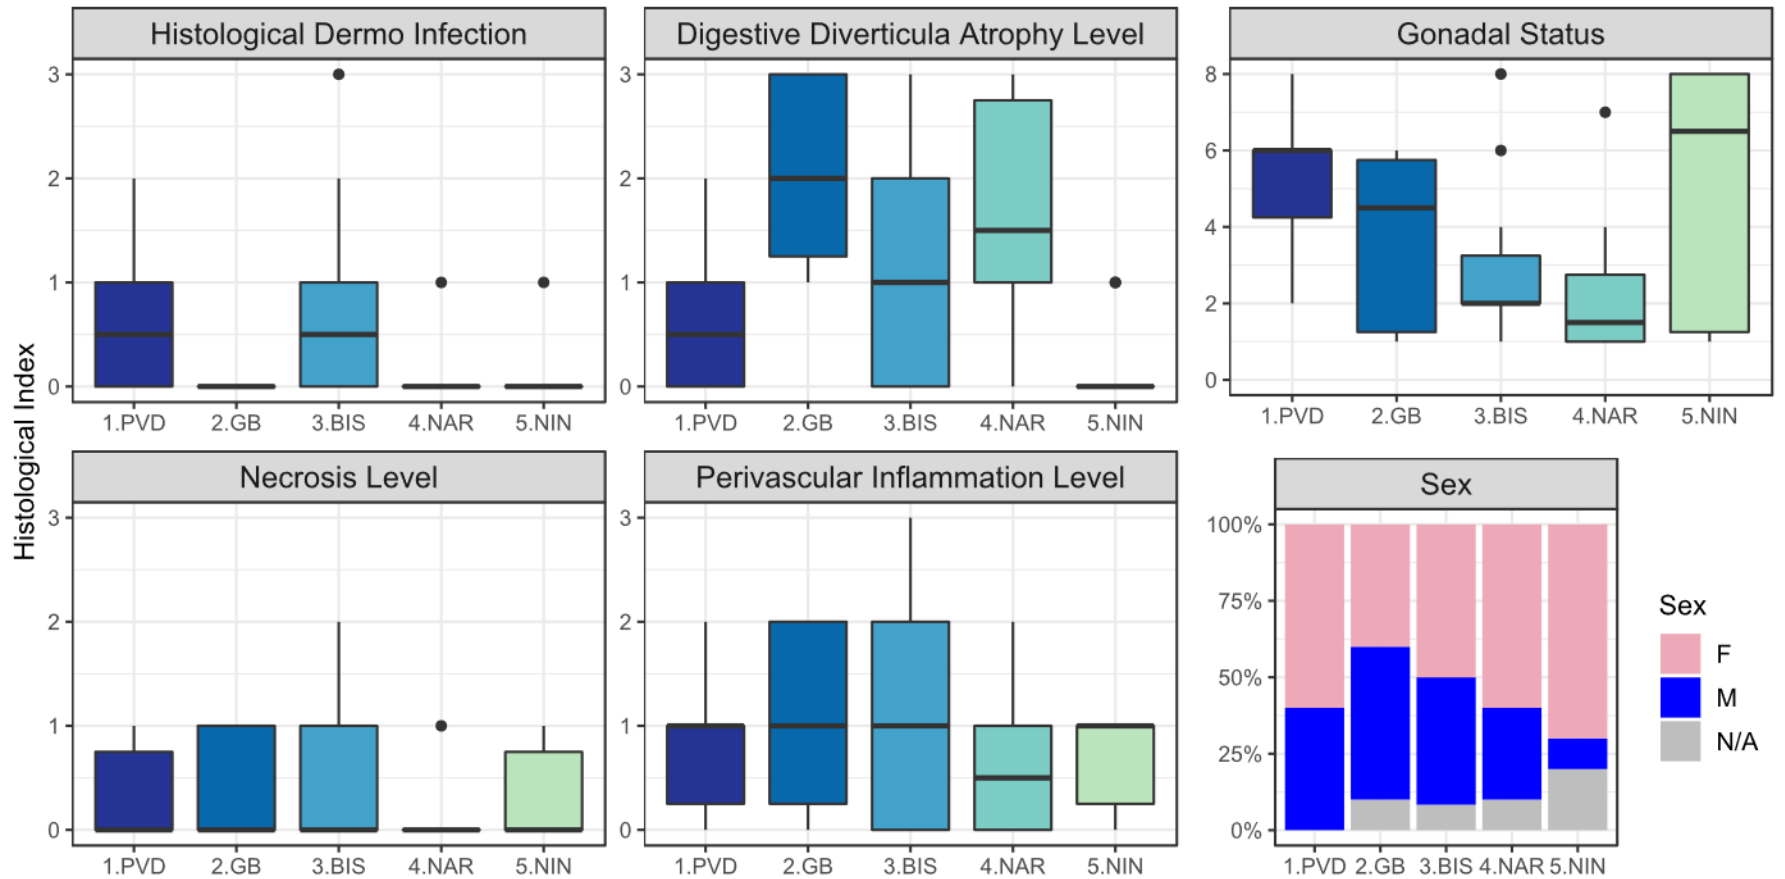 Histological Index
Histological Dermo Infection
3
2
1
0
1.PVD 2.GB 3.BIS 4.NAR 5.NIN
Digestive Diverticula Atrophy Level
3
2
1
0
1.PVD 2.GB 3.BIS 4.NAR 5.NIN
Gonadal Status
8
6
4
2
0
1.PVD 2.GB 3.BIS 4.NAR 5.NIN
Necrosis Level
3
2
1
0
1.PVD 2.GB 3.BIS 4.NAR 5.NIN
Perivascular Inflammation Level
3
2
1
0
1.PVD 2.GB 3.BIS 4.NAR 5.NIN
Sex
100%
75%
50%
25%
0%
1.PVD 2.GB 3.BIS 4.NAR 5.NIN
Sex
F
M
N/A